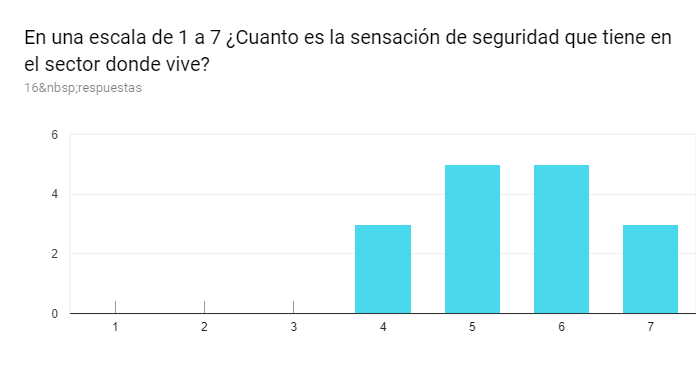 En una escala de 1 a 7 ¿Cuanto es la sensación de seguridad que tiene en
el sector donde vive?
16&nbsp;respuestas
6
4
2
0
1 2 3 4 5 6 7